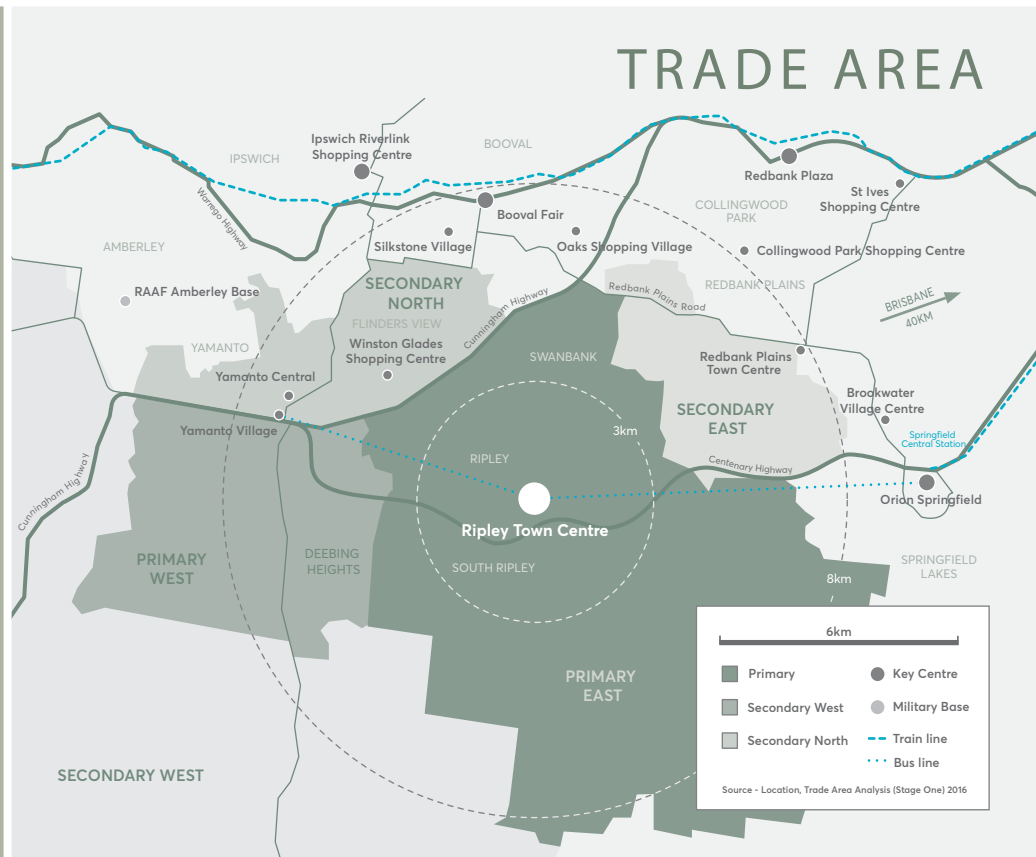 TRADE AREA
Ipswich Riverlink
Shopping Centre
BOOVAL
IPSWICH
Redbank Plaza
St Ives
Shopping Centre
Warrego Highway
Booval Fair
COLLINGWOOD
PARK
Silkstone Village
Oaks Shopping Village
Collingwood Park Shopping Centre
AMBERLEY
RAAF Amberley Base
SECONDARY
NORTH
FLINDERS VIEW
Cunningham Highway
Redbank Plains Road
REDBANK PLAINS
BRISBANE
40KM
YAMANTO
Winston Glades
Shopping Centre
SWANBANK
Redbank Plains
Town Centre
Yamanto Central
Yamanto Village
Brookwater
Village Centre
SECONDARY
EAST
3km
Springfield
Central Station
RIPLEY
Centenary Highway
Cunningham Highway
Orion Springfield
Ripley Town Centre
PRIMARY
WEST
DEEBING
HEIGHTS
SOUTH RIPLEY
SPRINGFIELD
LAKES
8km
PRIMARY
EAST
SECONDARY WEST
6km
Primary
Key Centre
Secondary West
Military Base
Secondary North
Train line
Bus line
Source - Location, Trade Area Analysis (Stage One) 2016